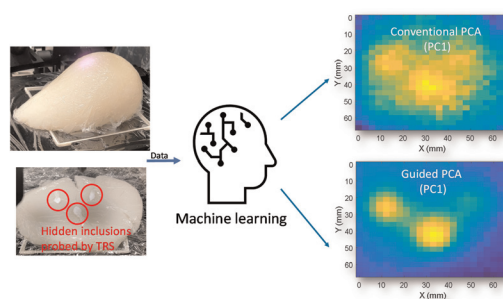 Hidden inclusions
probed by TRS
Data
Machine learning
Conventional PCA
(PC1)
0
10
20
30
40
50
60
Y (mm)
0 10 20 30 40 50 60
X (mm)
Guided PCA
(PC1)
0
10
20
30
40
50
60
Y (mm)
0 10 20 30 40 50 60
X (mm)